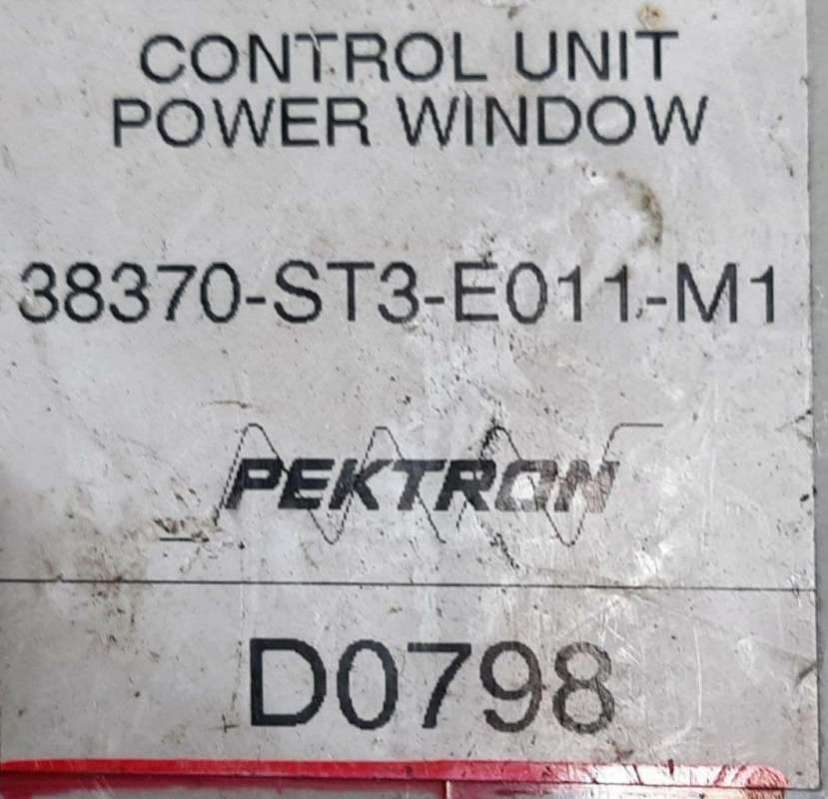 CONTROL UNIT
POWER WINDOW
38370-ST3-E011-M1
PEKTRON
D0798